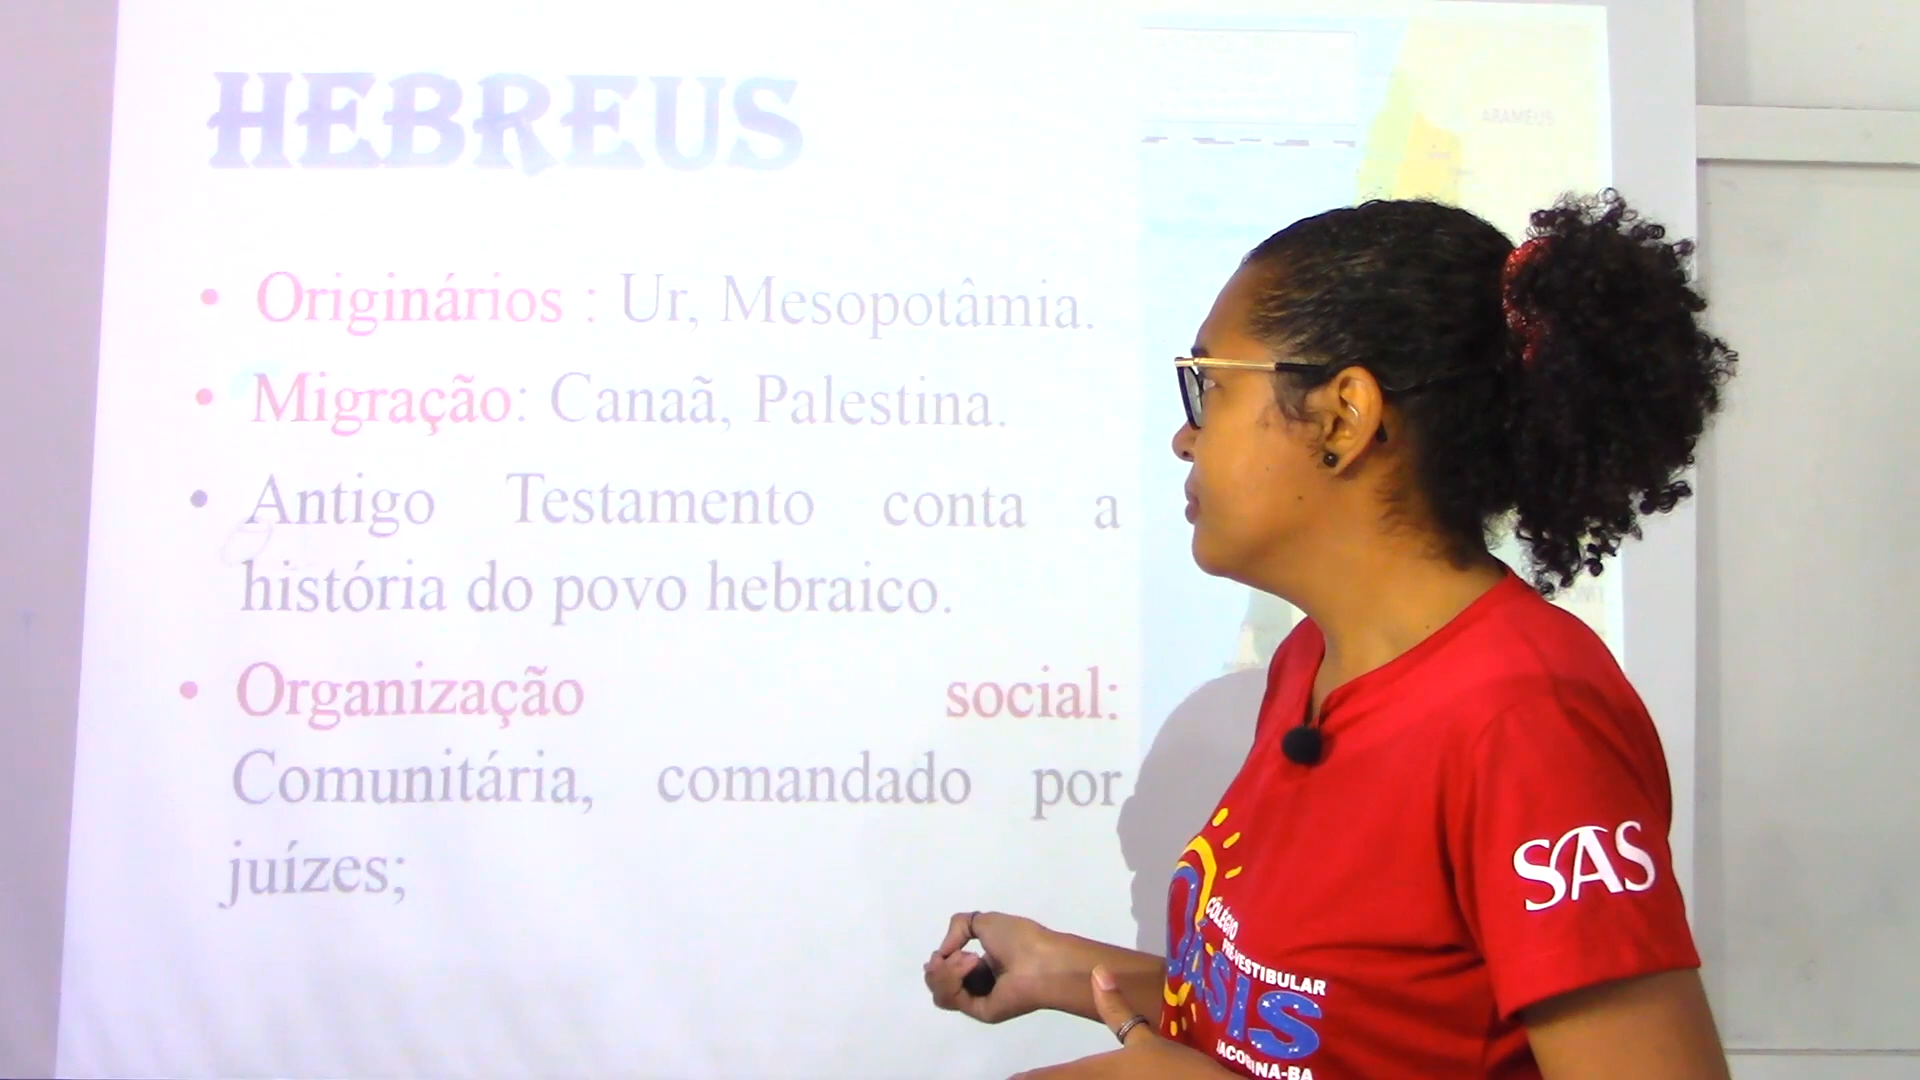 HEBREUS
ARAMEUS
• Originários : Ur, Mesopotâmia.
• Migração: Canaã, Palestina.
• Antigo Testamento conta a
história do povo hebraico.
• Organização social:
Comunitária, comandado por
juízes;
SAS
COLÉGIO
PRÉ-VESTIBULAR
OÁSIS
JACOBINA-BA